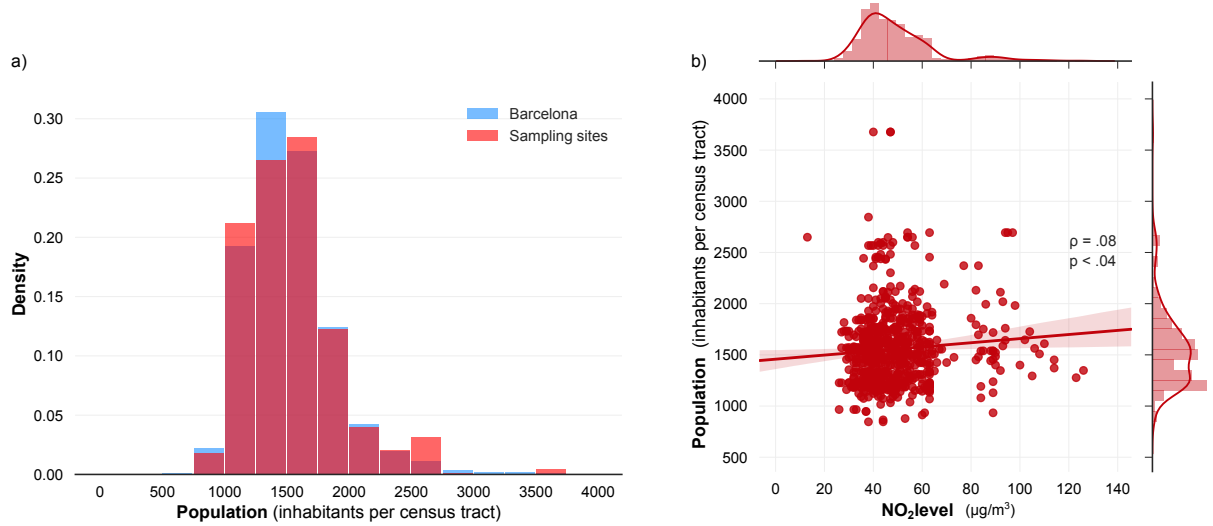 a)
Barcelona
Sampling sites
0.30
0.25
0.20
0.15
0.10
0.05
0.00
Density
0 500 1000 1500 2000 2500 3000 3500 4000
Population (inhabitants per census tract)
b)
4000
3500
3000
2500
2000
1500
1000
500
Population (inhabitants per census tract)
ρ = .08
p < .04
0 20 40 60 80 100 120 140
NO₂level (µg/m³)